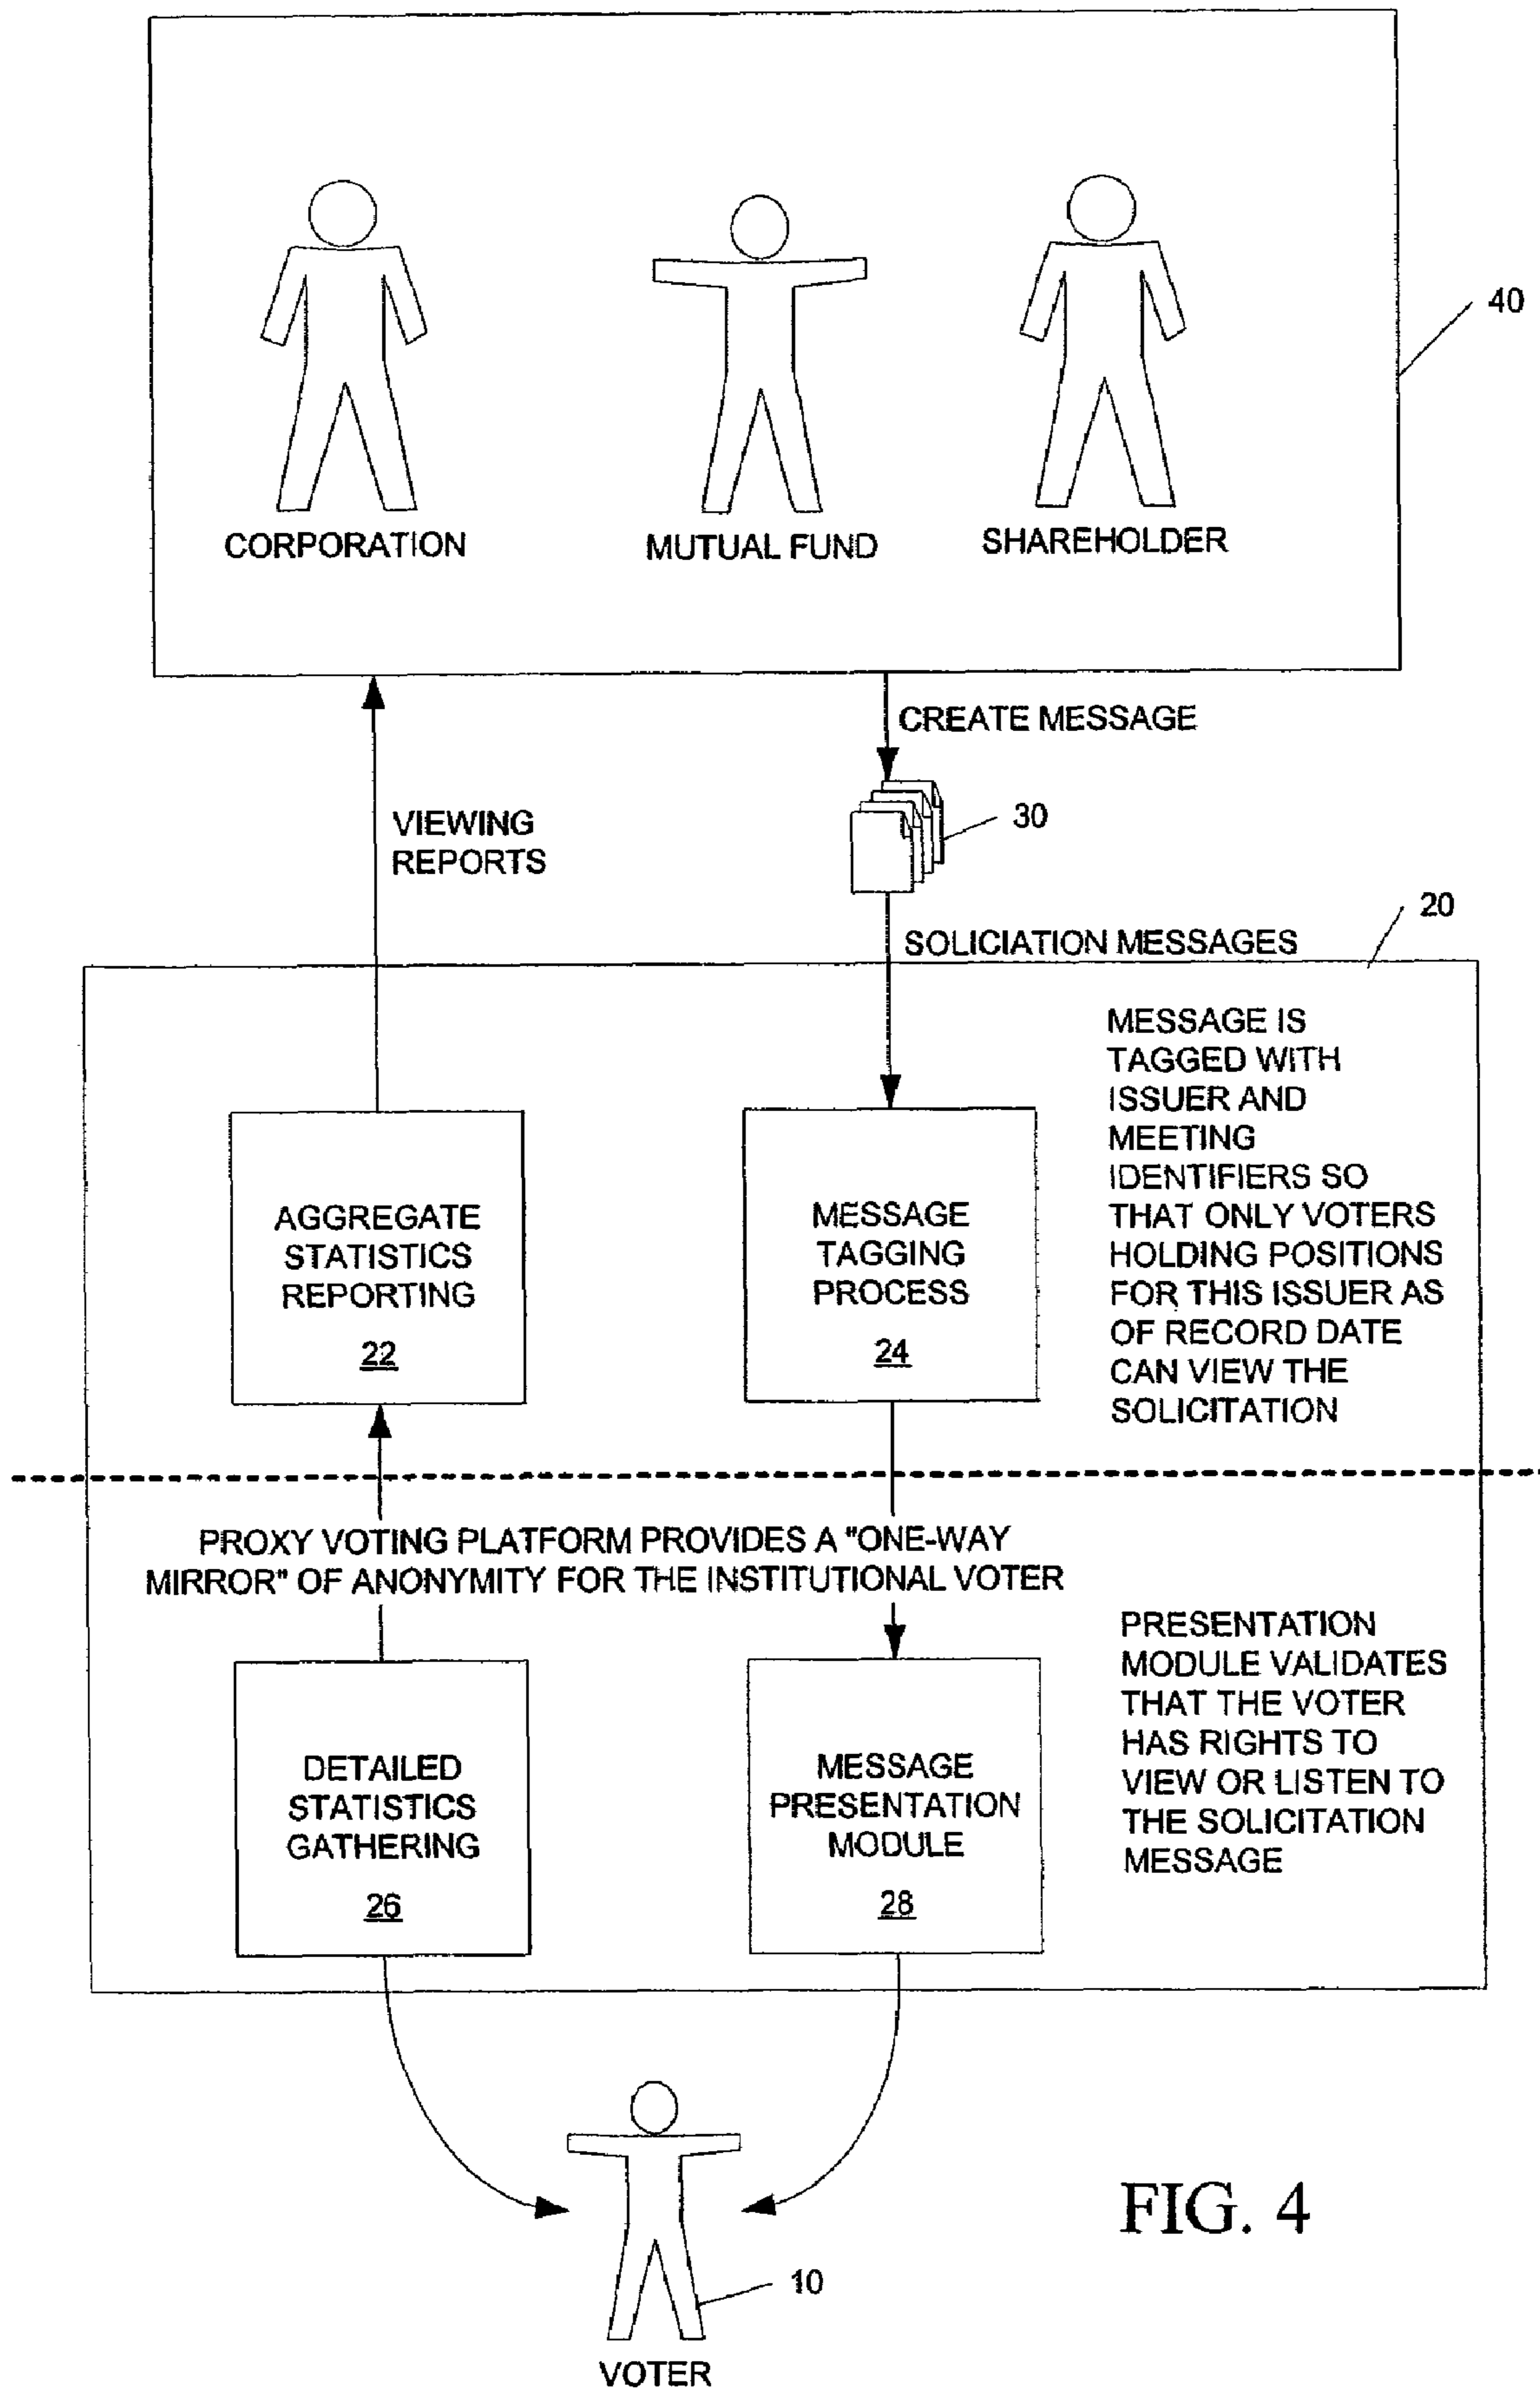 CORPORATION
MUTUAL FUND
SHAREHOLDER
40
CREATE MESSAGE
30
VIEWING
REPORTS
SOLICIATION MESSAGES
20
MESSAGE IS
TAGGED WITH
ISSUER AND
MEETING
IDENTIFIERS SO
THAT ONLY VOTERS
HOLDING POSITIONS
FOR THIS ISSUER AS
OF RECORD DATE
CAN VIEW THE
SOLICITATION
AGGREGATE
STATISTICS
REPORTING
22
MESSAGE
TAGGING
PROCESS
24
PROXY VOTING PLATFORM PROVIDES A "ONE-WAY
MIRROR" OF ANONYMITY FOR THE INSTITUTIONAL VOTER
PRESENTATION
MODULE VALIDATES
THAT THE VOTER
HAS RIGHTS TO
VIEW OR LISTEN TO
THE SOLICITATION
MESSAGE
DETAILED
STATISTICS
GATHERING
26
MESSAGE
PRESENTATION
MODULE
28
10
VOTER
FIG. 4